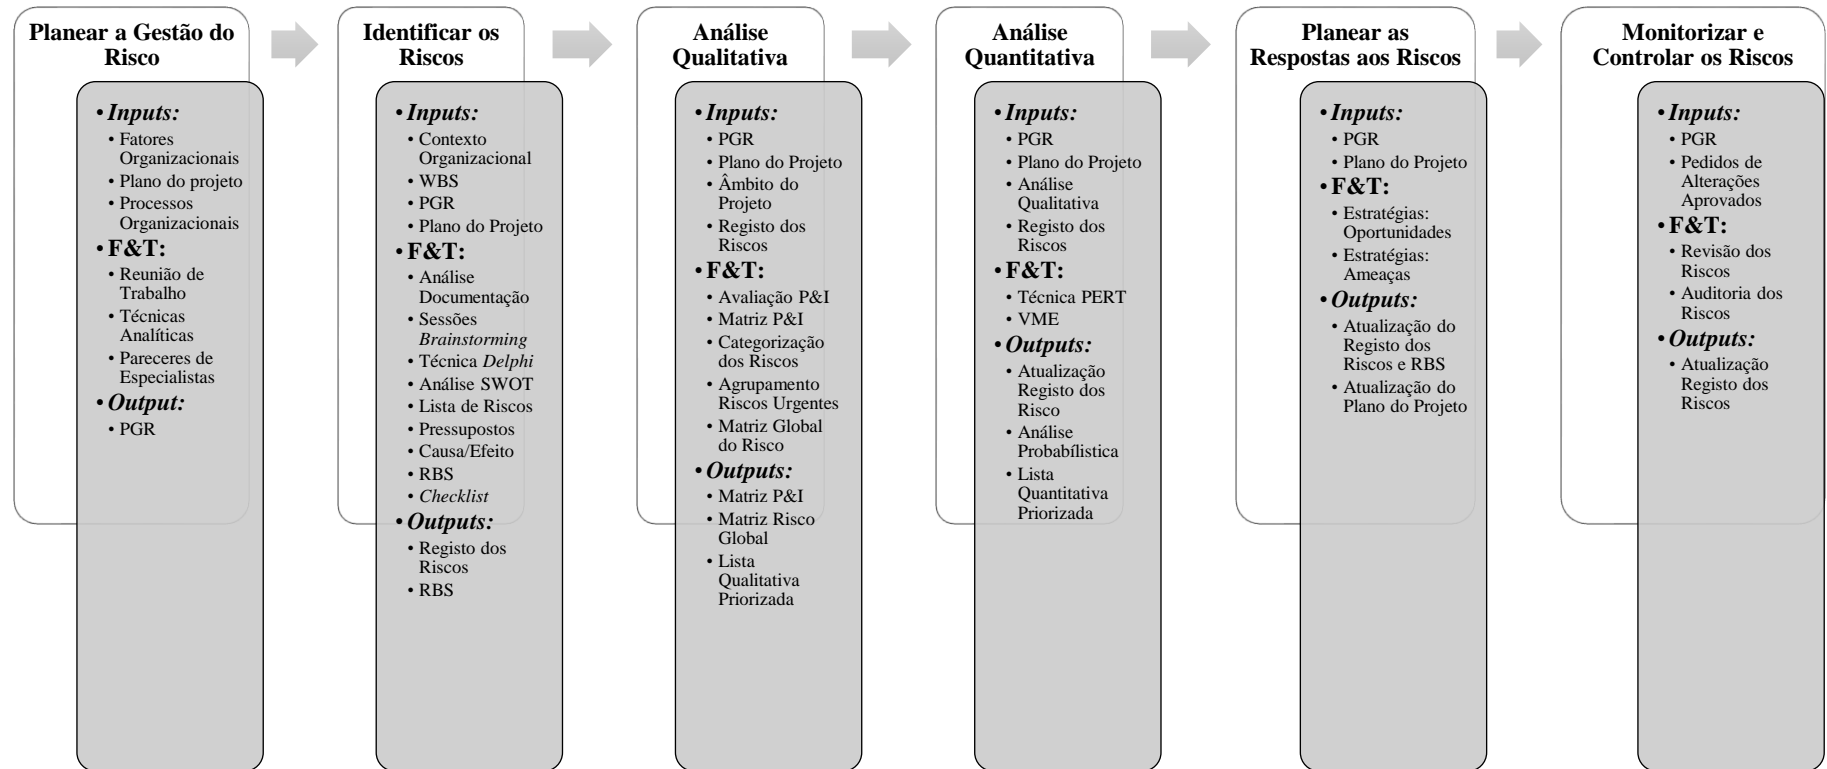 Planear a Gestão do
Risco
• Inputs:
• Fatores
Organizacionais
• Plano do projeto
• Processos
Organizacionais
• F&T:
• Reunião de
Trabalho
• Técnicas
Analíticas
• Pareceres de
Especialistas
• Output:
• PGR
Identificar os
Riscos
• Inputs:
• Contexto
Organizacional
• WBS
• PGR
• Plano do Projeto
• F&T:
• Análise
Documentação
• Sessões
Brainstorming
• Técnica Delphi
• Análise SWOT
• Lista de Riscos
• Pressupostos
• Causa/Efeito
• RBS
• Checklist
• Outputs:
• Registo dos
Riscos
• RBS
Análise
Qualitativa
• Inputs:
• PGR
• Plano do Projeto
• Âmbito do
Projeto
• Registo dos
Riscos
• F&T:
• Avaliação P&I
• Matriz P&I
• Categorização
dos Riscos
• Agrupamento
Riscos Urgentes
• Matriz Global
do Risco
• Outputs:
• Matriz P&I
• Matriz Risco
Global
• Lista
Qualitativa
Priorizada
Análise
Quantitativa
• Inputs:
• PGR
• Plano do Projeto
• Análise
Qualitativa
• Registo dos
Riscos
• F&T:
• Técnica PERT
• VME
• Outputs:
• Atualização
Registo dos
Risco
• Análise
Probabílistica
• Lista
Quantitativa
Priorizada
Planear as
Respostas aos Riscos
• Inputs:
• PGR
• Plano do Projeto
• F&T:
• Estratégias:
Oportunidades
• Estratégias:
Ameaças
• Outputs:
• Atualização do
Registo dos
Riscos e RBS
• Atualização do
Plano do Projeto
Monitorizar e
Controlar os Riscos
• Inputs:
• PGR
• Pedidos de
Alterações
Aprovados
• F&T:
• Revisão dos
Riscos
• Auditoria dos
Riscos
• Outputs:
• Atualização
Registo dos
Riscos